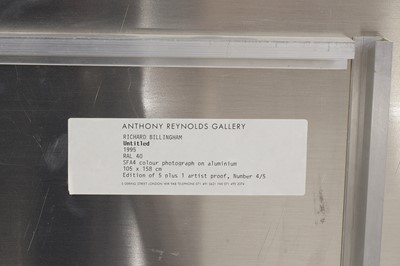 ANTHONY REYNOLDS GALLERY
RICHARD BILLINGHAM
Untitled
1995
RAL 40
SFA4 colour photograph on aluminium
105 x 150 cm
Edition of 5 plus 1 artist proof, Number 4/5